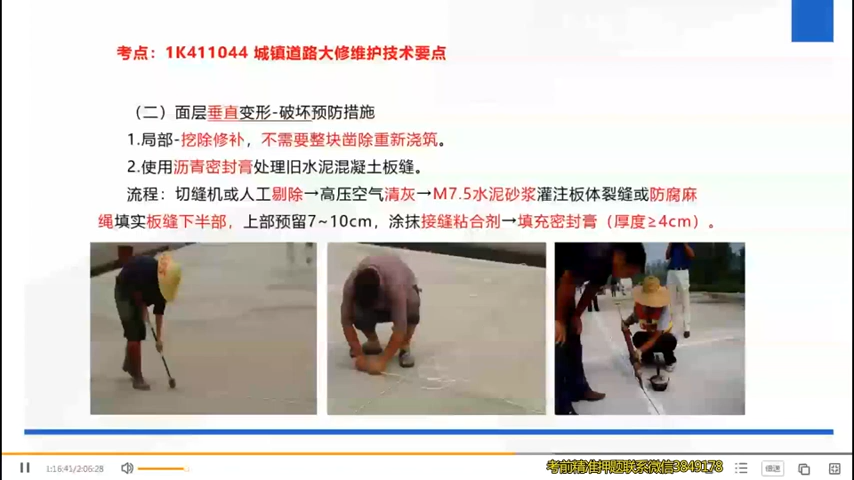 考点：1K411044 城镇道路大修维护技术要点
（二）面层垂直变形-破坏预防措施
1.局部-挖除修补，不需要整块凿除重新浇筑。
2.使用沥青密封膏处理旧水泥混凝土板缝。
流程：切缝机或人工剔除→高压空气清灰→M7.5水泥砂浆灌注板体裂缝或防腐麻
绳填实板缝下半部，上部预留7~10cm，涂抹接缝粘合剂→填充密封膏（厚度≥4cm）。
1:16:41/2:06:28
考前精准押题联系微信3849178
倍速